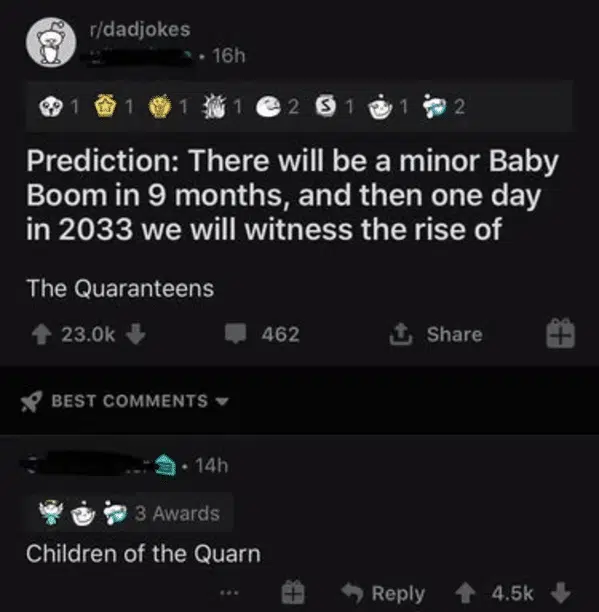 r/dadjokes
• 16h
1 1 1 1 2 S 1 1 2
Prediction: There will be a minor Baby
Boom in 9 months, and then one day
in 2033 we will witness the rise of
The Quaranteens
23.0k 462 Share
BEST COMMENTS
• 14h
3 Awards
Children of the Quarn
... Reply 4.5k